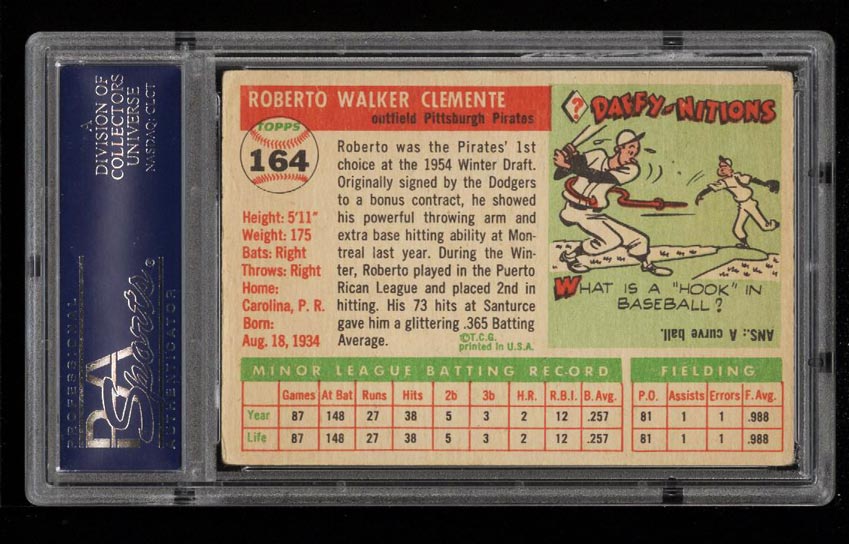 A
DIVISION OF
COLLECTORS
UNIVERSE
NASDAQ: CLCT
PROFESSIONAL
PSA
Sports
AUTHENTICATOR
ROBERTO WALKER CLEMENTE
outfield Pittsburgh Pirates
TOPPS
164
Height: 5'11"
Weight: 175
Bats: Right
Throws: Right
Home:
Carolina, P. R.
Born:
Aug. 18, 1934
Roberto was the Pirates' 1st
choice at the 1954 Winter Draft.
Originally signed by the Dodgers
to a bonus contract, he showed
his powerful throwing arm and
extra base hitting ability at Mon-
treal last year. During the Win-
ter, Roberto played in the Puerto
Rican League and placed 2nd in
hitting. His 73 hits at Santurce
gave him a glittering .365 Batting
Average.
©T.C.G.
printed in U.S.A.
? DAFFY-NITIONS
WHAT IS A "HOOK" IN
BASEBALL?
ANS.: A curve ball.
MINOR LEAGUE BATTING RECORD FIELDING
Games At Bat Runs Hits 2b 3b H.R. R.B.I. B. Avg. P.O. Assists Errors F. Avg.
Year 87 148 27 38 5 3 2 12 .257 81 1 1 .988
Life 87 148 27 38 5 3 2 12 .257 81 1 1 .988